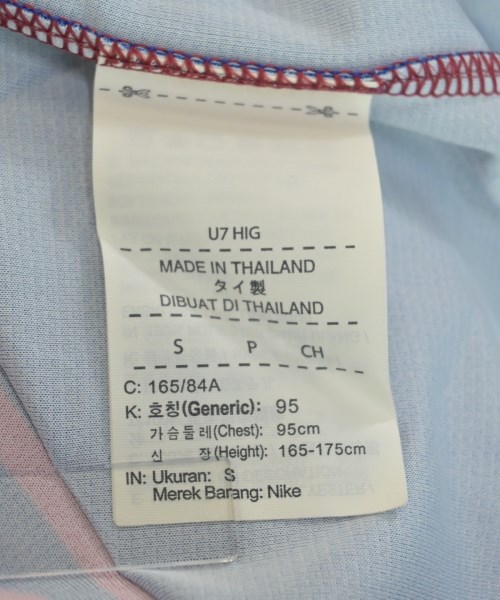 U7 HIG
MADE IN THAILAND
タイ製
DIBUAT DI THAILAND
S P CH
C: 165/84A
K: 호칭(Generic): 95
가슴둘레(Chest): 95cm
신 장(Height): 165-175cm
IN: Ukuran: S
Merek Barang: Nike